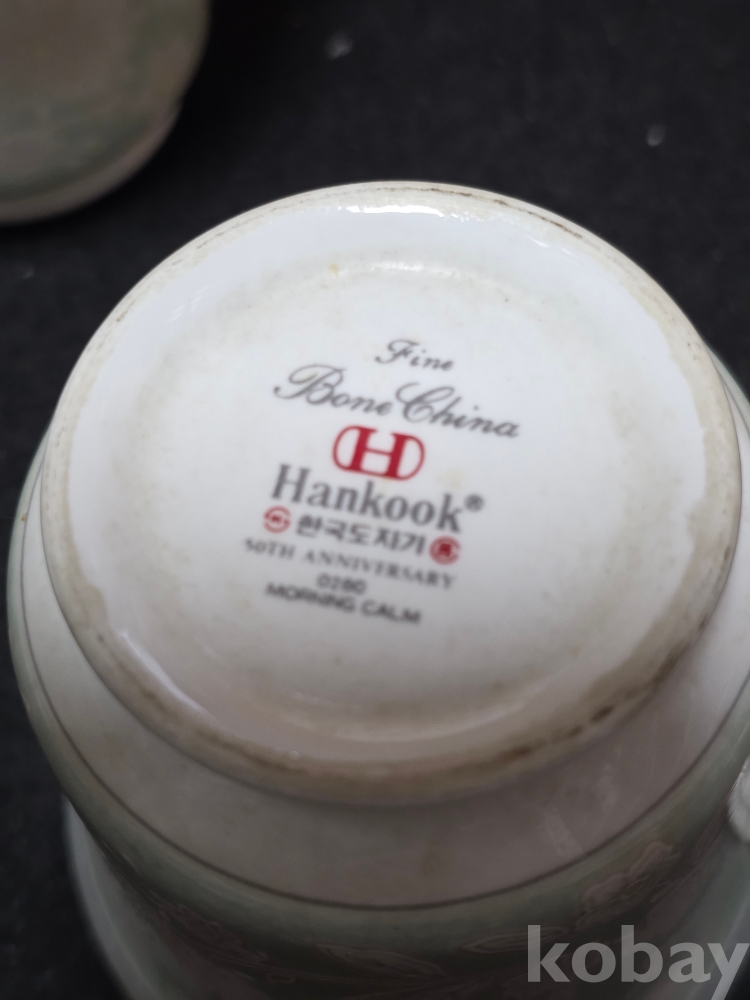 Fine
Bone China
H
Hankook®
한국도자기
50TH ANNIVERSARY
0280
MORNING CALM
kobay